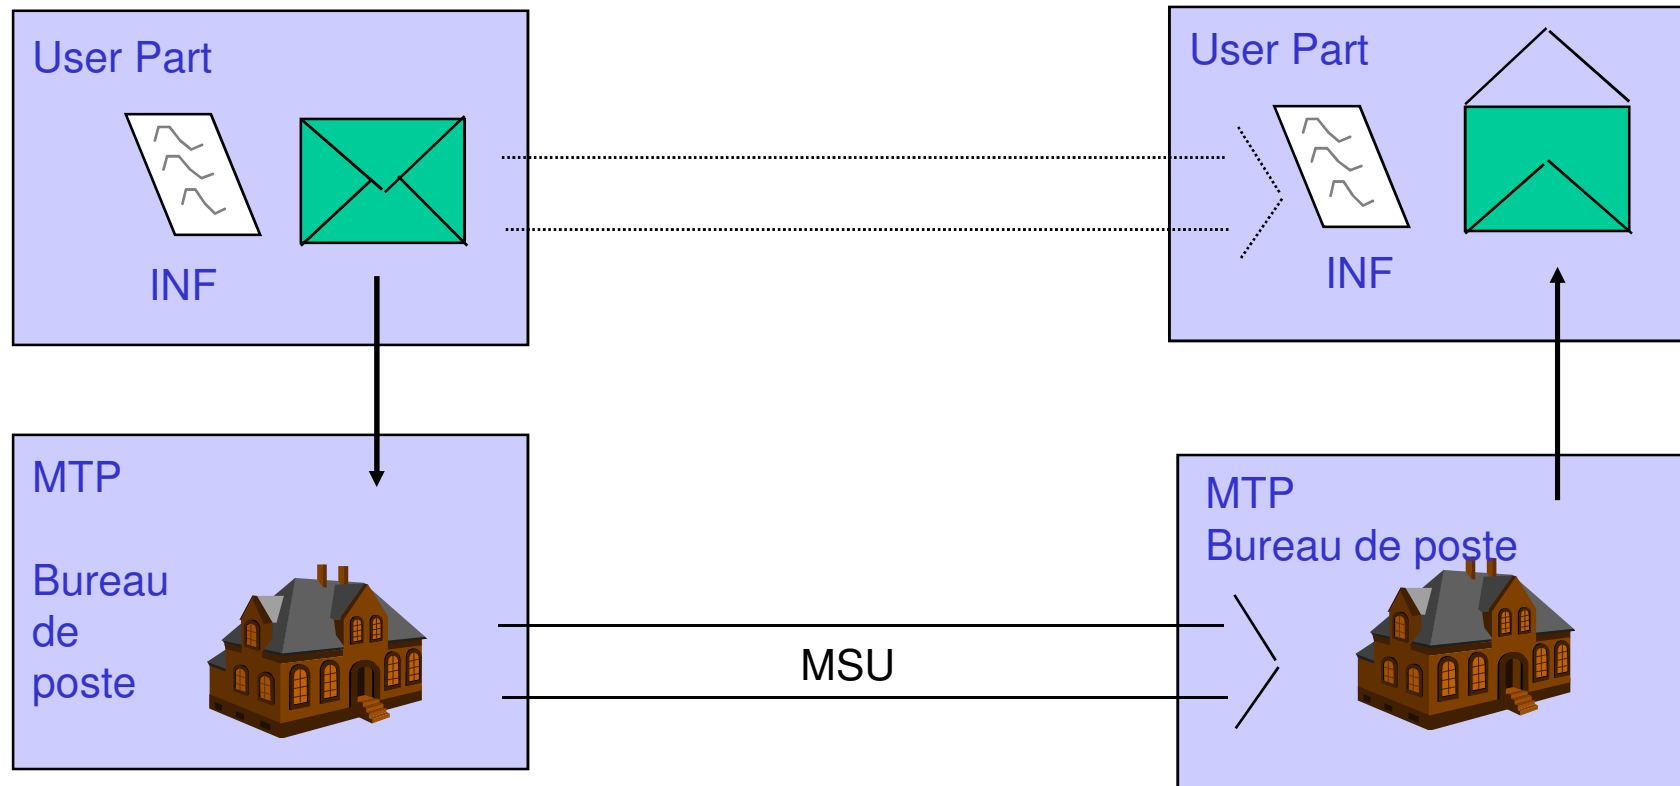 User Part
User Part
INF
INF
MTP
Bureau
de
poste
MSU
MTP
Bureau de poste